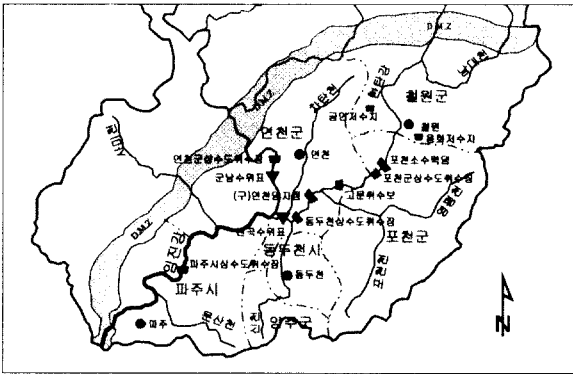 D.M.Z
D.M.Z
남대천
한탄강
차탄천
철원군
금연저수지
연천군
철원
용화저수지
연천군상수도취수장
연천
포천소수력댐
군남수위표
포천군상수도취수장
(구)연천댐지점
고문취수보
영평천
동두천상수도취수장
전곡수위표
D.M.Z
동두천시
포천군
임진강
포천천
파주시상수도취수장
동두천
파주시
문산천
신천
양주군
파주
N